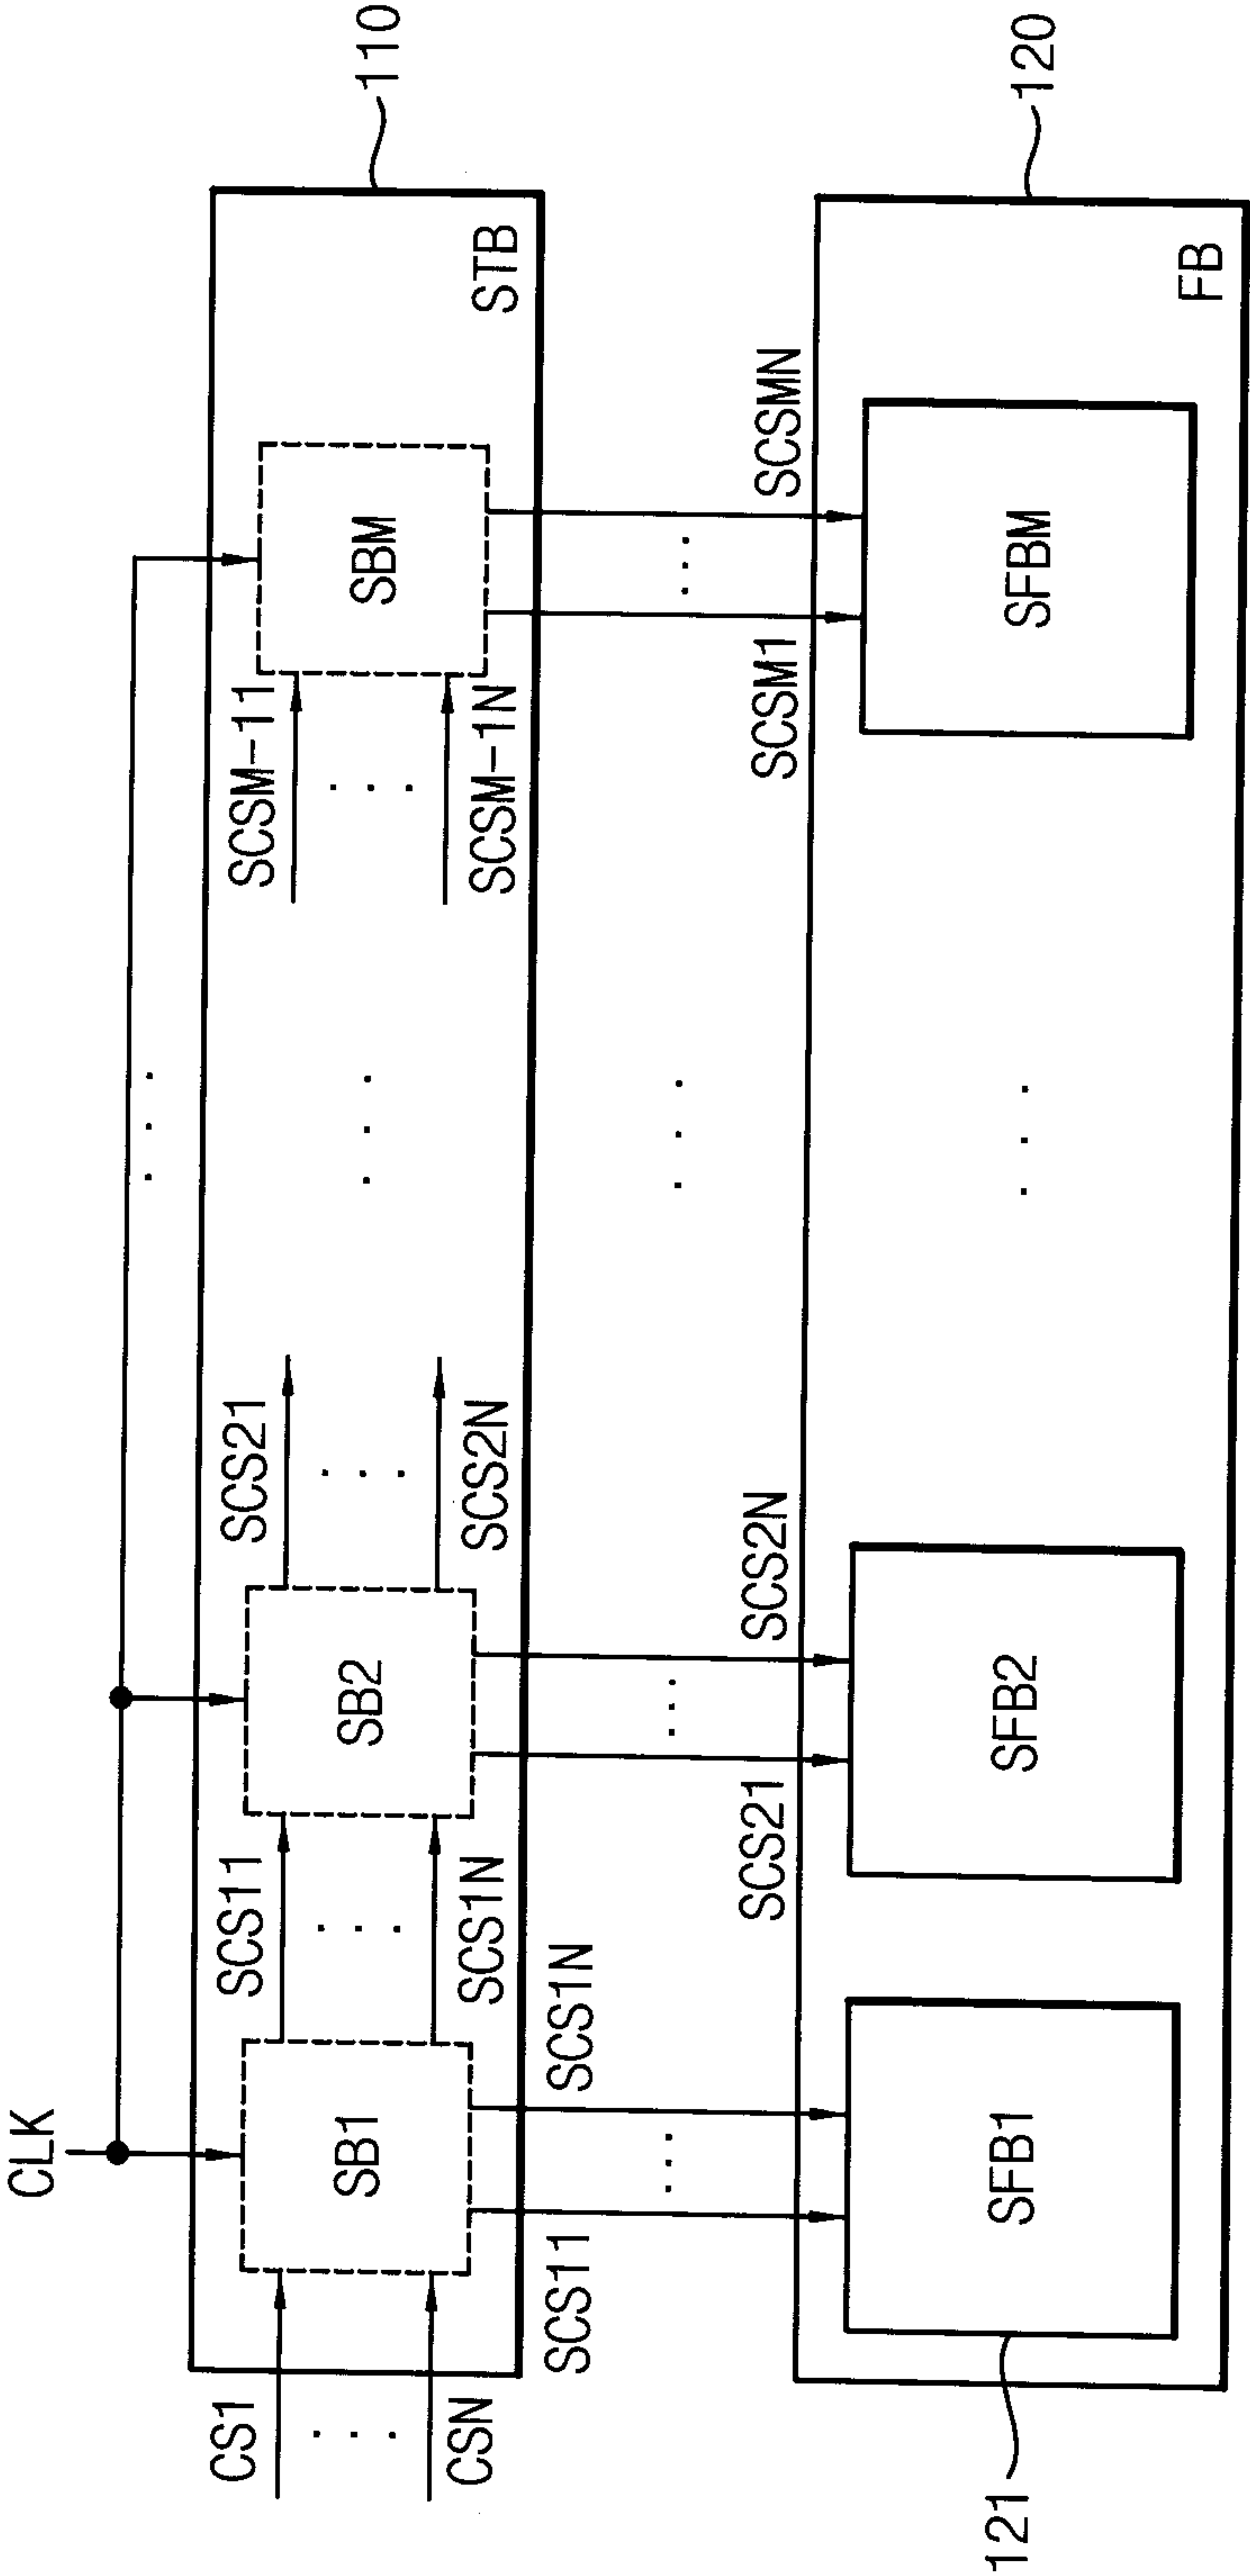 CLK
110
CS1
CSN
SB1
SCS11
SCS1N
SB2
SCS21
SCS2N
SCSM-11
SCSM-1N
SBM
STB
SCS11
SCS1N
SCS21
SCS2N
SCSM1
SCSMN
120
SFB1
SFB2
SFBM
FB
121